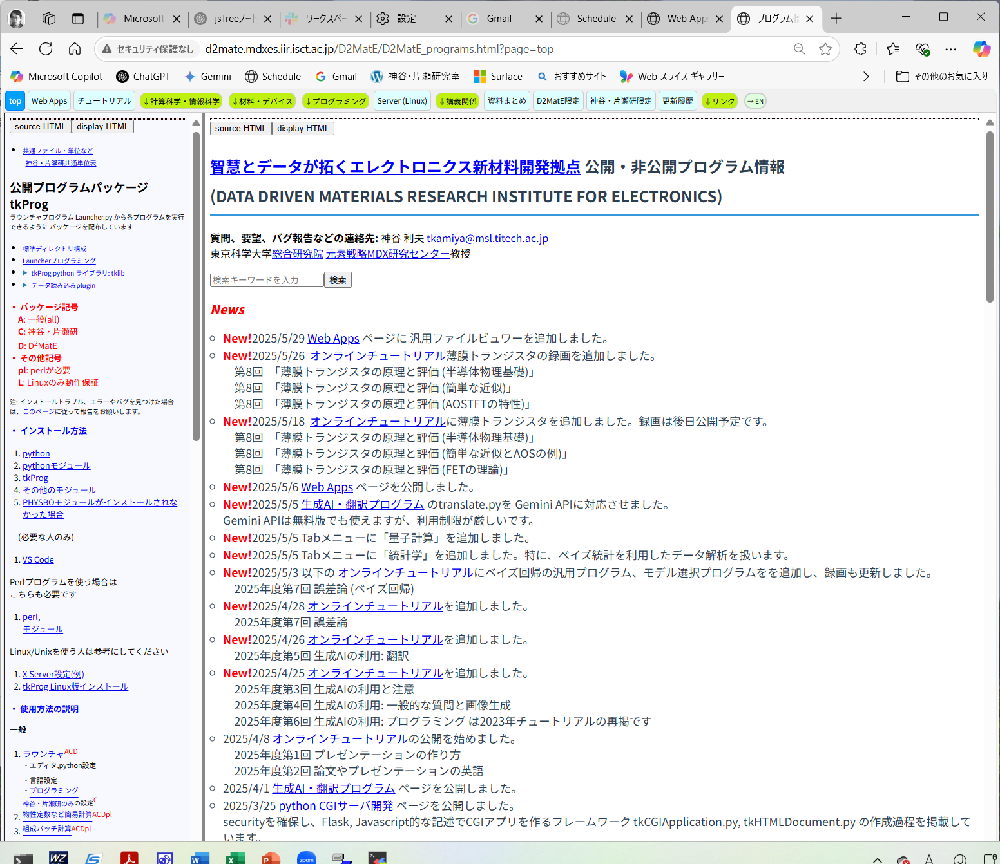 Microsoft
jsTreeノート
ワークスペー
設定
Gmail
Schedule
Web Apps
プログラム情
セキュリティ保護なし d2mate.mdxes.iir.isct.ac.jp/D2MatE/D2MatE_programs.html?page=top
Microsoft Copilot ChatGPT Gemini Schedule Gmail 神谷・片瀬研究室 Surface おすすめサイト Web スライス ギャラリー その他のお気に入り
top Web Apps チュートリアル ↓計算科学・情報科学 ↓材料・デバイス ↓プログラミング Server (Linux) ↓講義関係 資料まとめ D2MatE限定 神谷・片瀬研限定 更新履歴 ↓リンク →EN
source HTML display HTML
共通ファイル・単位など
神谷・片瀬研共通単位表
公開プログラムパッケージ
tkProg
ラウンチャプログラム Launcher.py から各プログラムを実行
できるように パッケージを配布しています
標準ディレクトリ構成
Launcherプログラミング
▶ tkProg python ライブラリ: tklib
▶ データ読み込みplugin
・ パッケージ記号
A: 一般(all)
C: 神谷・片瀬研
D: D2MatE
・ その他記号
pl: perlが必要
L: Linuxのみ動作保証
注: インストールトラブル、エラーやバグを見つけた場合
は、このページに従って報告をお願いします。
・ インストール方法
1. python
2. pythonモジュール
3. tkProg
4. その他のモジュール
5. PHYSBOモジュールがインストールされな
かった場合
(必要な人のみ)
1. VS Code
Perlプログラムを使う場合は
こちらも必要です
1. perl,
モジュール
Linux/Unixを使う人は参考にしてください
1. X Server設定(例)
2. tkProg Linux版インストール
・ 使用方法の説明
一般
1. ラウンチャACD
・エディタ,python設定
・言語設定
・プログラミング
神谷・片瀬研のみの設定C
2. 物性定数など簡易計算ACDpl
3. 組成バッチ計算ACDpl
source HTML display HTML
智慧とデータが拓くエレクトロニクス新材料開発拠点 公開・非公開プログラム情報
(DATA DRIVEN MATERIALS RESEARCH INSTITUTE FOR ELECTRONICS)
質問、要望、バグ報告などの連絡先: 神谷 利夫 tkamiya@msl.titech.ac.jp
東京科学大学総合研究院 元素戦略MDX研究センター教授
検索キーワードを入力 検索
News
New!2025/5/29 Web Apps ページに 汎用ファイルビュワーを追加しました。
New!2025/5/26 オンラインチュートリアル薄膜トランジスタの録画を追加しました。
第8回 「薄膜トランジスタの原理と評価 (半導体物理基礎)」
第8回 「薄膜トランジスタの原理と評価 (簡単な近似)」
第8回 「薄膜トランジスタの原理と評価 (AOSTFTの特性)」
New!2025/5/18 オンラインチュートリアルに薄膜トランジスタを追加しました。録画は後日公開予定です。
第8回 「薄膜トランジスタの原理と評価 (半導体物理基礎)」
第8回 「薄膜トランジスタの原理と評価 (簡単な近似とAOSの例)」
第8回 「薄膜トランジスタの原理と評価 (FETの理論)」
New!2025/5/6 Web Apps ページを公開しました。
New!2025/5/5 生成AI・翻訳プログラム のtranslate.pyを Gemini APIに対応させました。
Gemini APIは無料版でも使えますが、利用制限が厳しいです。
New!2025/5/5 Tabメニューに「量子計算」を追加しました。
New!2025/5/5 Tabメニューに「統計学」を追加しました。特に、ベイズ統計を利用したデータ解析を扱います。
New!2025/5/3 以下の オンラインチュートリアルにベイズ回帰の汎用プログラム、モデル選択プログラムをを追加し、録画も更新しました。
2025年度第7回 誤差論 (ベイズ回帰)
New!2025/4/28 オンラインチュートリアルを追加しました。
2025年度第7回 誤差論
New!2025/4/26 オンラインチュートリアルを追加しました。
2025年度第5回 生成AIの利用: 翻訳
New!2025/4/25 オンラインチュートリアルを追加しました。
2025年度第3回 生成AIの利用と注意
2025年度第4回 生成AIの利用: 一般的な質問と画像生成
2025年度第6回 生成AIの利用: プログラミング は2023年チュートリアルの再掲です
2025/4/8 オンラインチュートリアルの公開を始めました。
2025年度第1回 プレゼンテーションの作り方
2025年度第2回 論文やプレゼンテーションの英語
2025/4/1 生成AI・翻訳プログラム ページを公開しました。
2025/3/25 python CGIサーバ開発 ページを公開しました。
securityを確保し、Flask, Javascript的な記述でCGIアプリを作るフレームワーク tkCGIApplication.py, tkHTMLDocument.py の作成過程を掲載して
います。
WZ
zoom
A